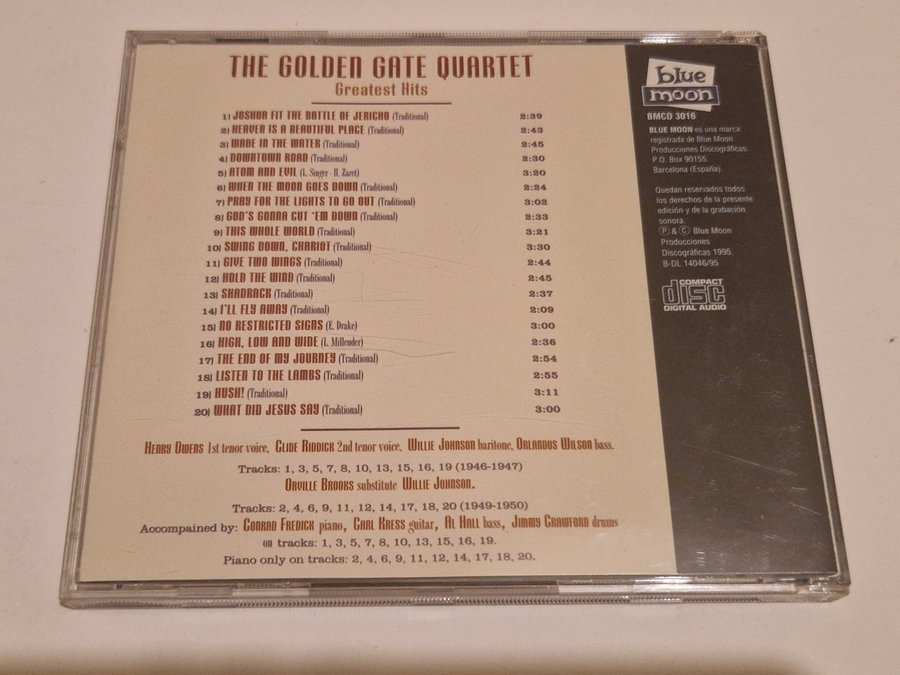 THE GOLDEN GATE QUARTET
Greatest Hits
1) JOSHUA FIT THE BATTLE OF JERICHO (Traditional) 2:39
2) HEAVEN IS A BEAUTIFUL PLACE (Traditional) 2:43
3) WADE IN THE WATER (Traditional) 2:45
4) DOWNTOWN ROAD (Traditional) 2:30
5) ATOM AND EVIL (L. Singer - H. Zaret) 3:20
6) WHEN THE MOON GOES DOWN (Traditional) 2:24
7) PRAY FOR THE LIGHTS TO GO OUT (Traditional) 3:02
8) GOD'S GONNA CUT 'EM DOWN (Traditional) 2:33
9) THIS WHOLE WORLD (Traditional) 3:21
10) SWING DOWN, CHARIOT (Traditional) 3:30
11) GIVE TWO WINGS (Traditional) 2:44
12) HOLD THE WIND (Traditional) 2:45
13) SHADRACK (Traditional) 2:37
14) I'LL FLY AWAS (Traditional) 2:09
15) NO RESTRICTED SIGNS (E. Drake) 3:00
16) HIGH, LOW AND WIDE (L. Millender) 2:36
17) THE END OF MY JOURNEY (Traditional) 2:54
18) LISTEN TO THE LAMBS (Traditional) 2:55
19) HUSH! (Traditional) 3:11
20) WHAT DID JESUS SAY (Traditional) 3:00
HENRY OWENS 1st tenor voice, CLIDE RIDDICK 2nd tenor voice, WILLIE JOHNSON baritone, ORLANDUS WILSON bass.
Tracks: 1, 3, 5, 7, 8, 10, 13, 15, 16, 19 (1946-1947)
ORVILLE BROOKS substitute WILLIE JOHNSON.
Tracks: 2, 4, 6, 9, 11, 12, 14, 17, 18, 20 (1949-1950)
Accompained by: CONRAD FREDICK piano, CARL KRESS guitar, AL HALL bass, JIMMY CRAWFORD drums
on tracks: 1, 3, 5, 7, 8, 10, 13, 15, 16, 19.
Piano only on tracks: 2, 4, 6, 9, 11, 12, 14, 17, 18, 20.
blue
moon
BMCD 3016
BLUE MOON es una marca
registrada de Blue Moon
Producciones Discográficas.
P.O. Box 90155.
Barcelona (España).
Quedan reservados todos
los derechos de la presente
edición y de la grabación
sonora.
Ⓟ & © Blue Moon
Producciones
Discográficas 1995.
B-DL 14046/95
COMPACT
disc
DIGITAL AUDIO